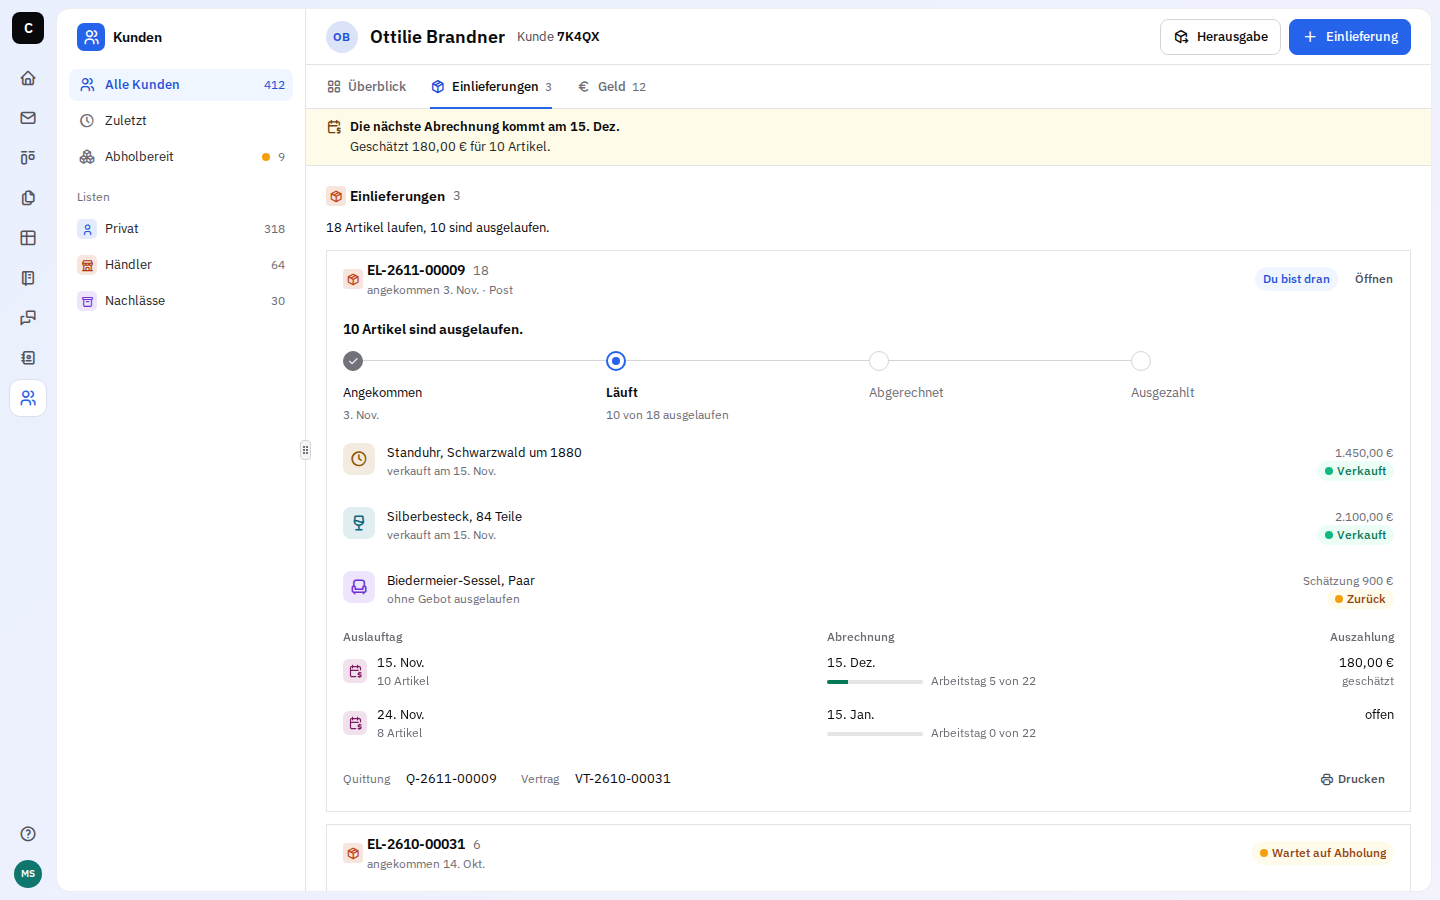 C
Kunden
Alle Kunden 412
Zuletzt
Abholbereit 9
Listen
Privat 318
Händler 64
Nachlässe 30
MS
OB Ottilie Brandner Kunde 7K4QX
Herausgabe
Einlieferung
Überblick Einlieferungen 3 Geld 12
Die nächste Abrechnung kommt am 15. Dez.
Geschätzt 180,00 € für 10 Artikel.
Einlieferungen 3
18 Artikel laufen, 10 sind ausgelaufen.
EL-2611-00009 18
angekommen 3. Nov. · Post
Du bist dran Öffnen
10 Artikel sind ausgelaufen.
Angekommen Läuft Abgerechnet Ausgezahlt
3. Nov. 10 von 18 ausgelaufen
Standuhr, Schwarzwald um 1880 1.450,00 €
verkauft am 15. Nov. Verkauft
Silberbesteck, 84 Teile 2.100,00 €
verkauft am 15. Nov. Verkauft
Biedermeier-Sessel, Paar Schätzung 900 €
ohne Gebot ausgelaufen Zurück
Auslauftag Abrechnung Auszahlung
15. Nov. 15. Dez. 180,00 €
10 Artikel Arbeitstag 5 von 22 geschätzt
24. Nov. 15. Jan. offen
8 Artikel Arbeitstag 0 von 22
Quittung Q-2611-00009 Vertrag VT-2610-00031 Drucken
EL-2610-00031 6
angekommen 14. Okt.
Wartet auf Abholung